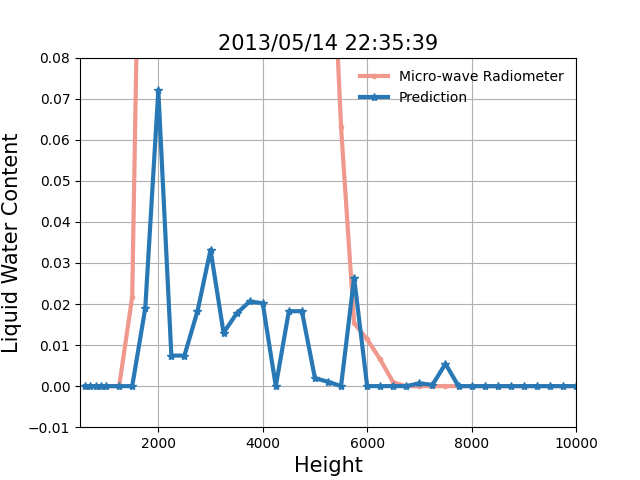 2013/05/14 22:35:39
0.08
0.07
0.06
0.05
0.04
0.03
0.02
0.01
0.00
−0.01
Liquid Water Content
Micro-wave Radiometer
Prediction
2000 4000 6000 8000 10000
Height